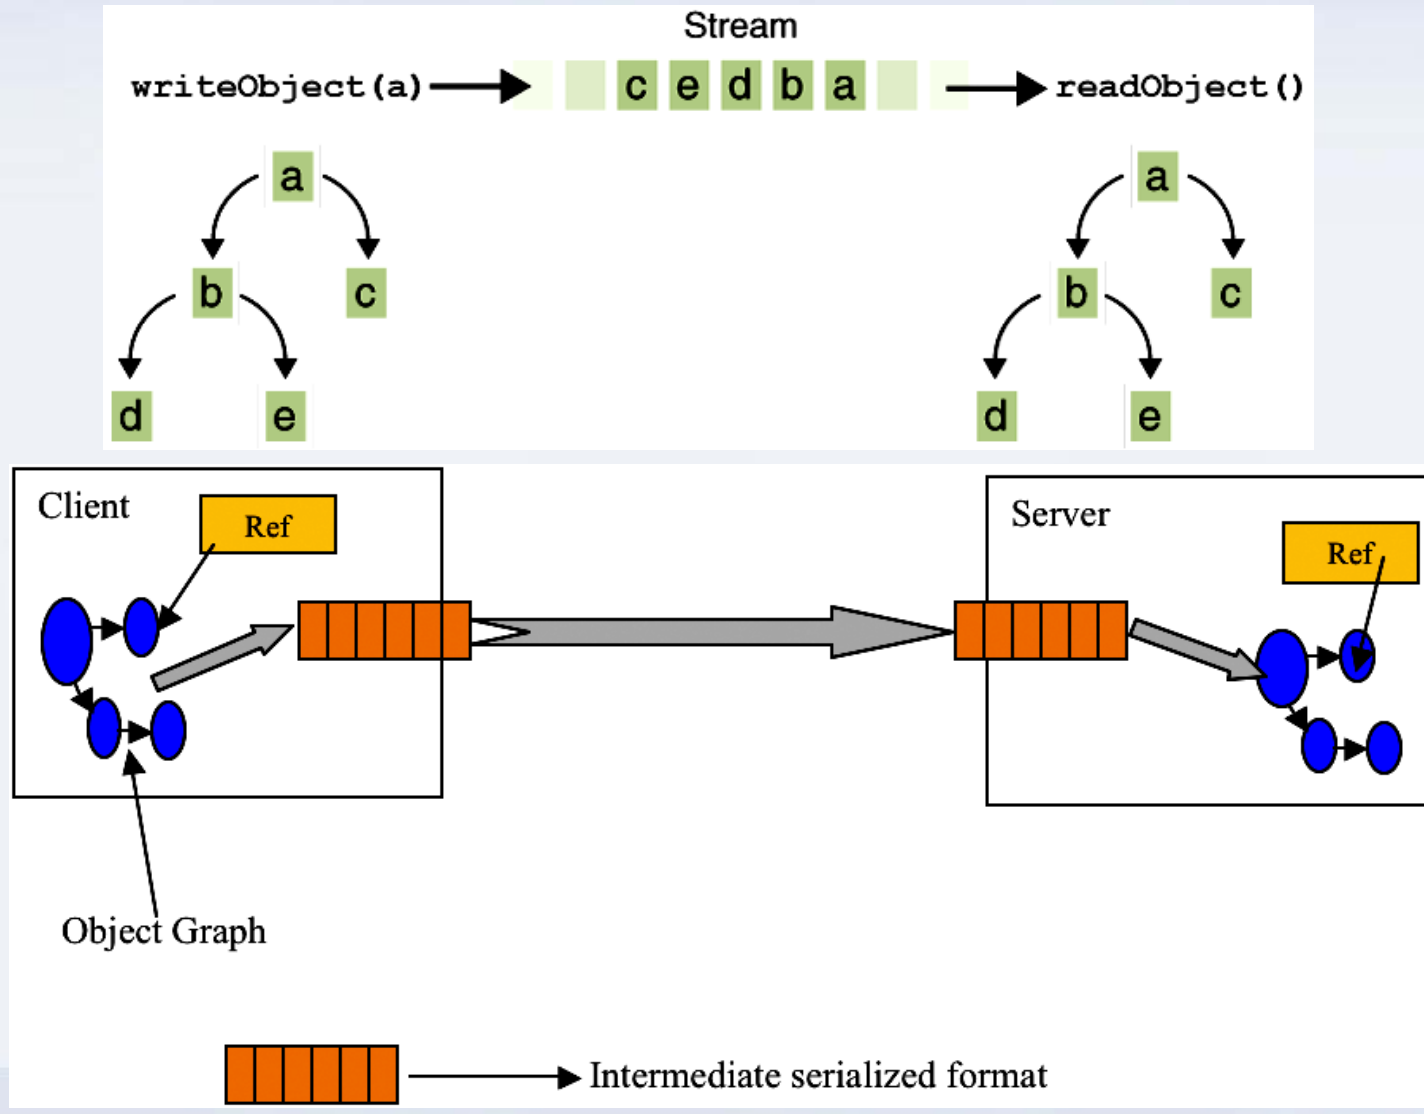 Stream
writeObject(a)
c e d b a
readObject()
a
b
c
d
e
a
b
c
d
e
Client
Ref
Server
Ref
Object Graph
Intermediate serialized format